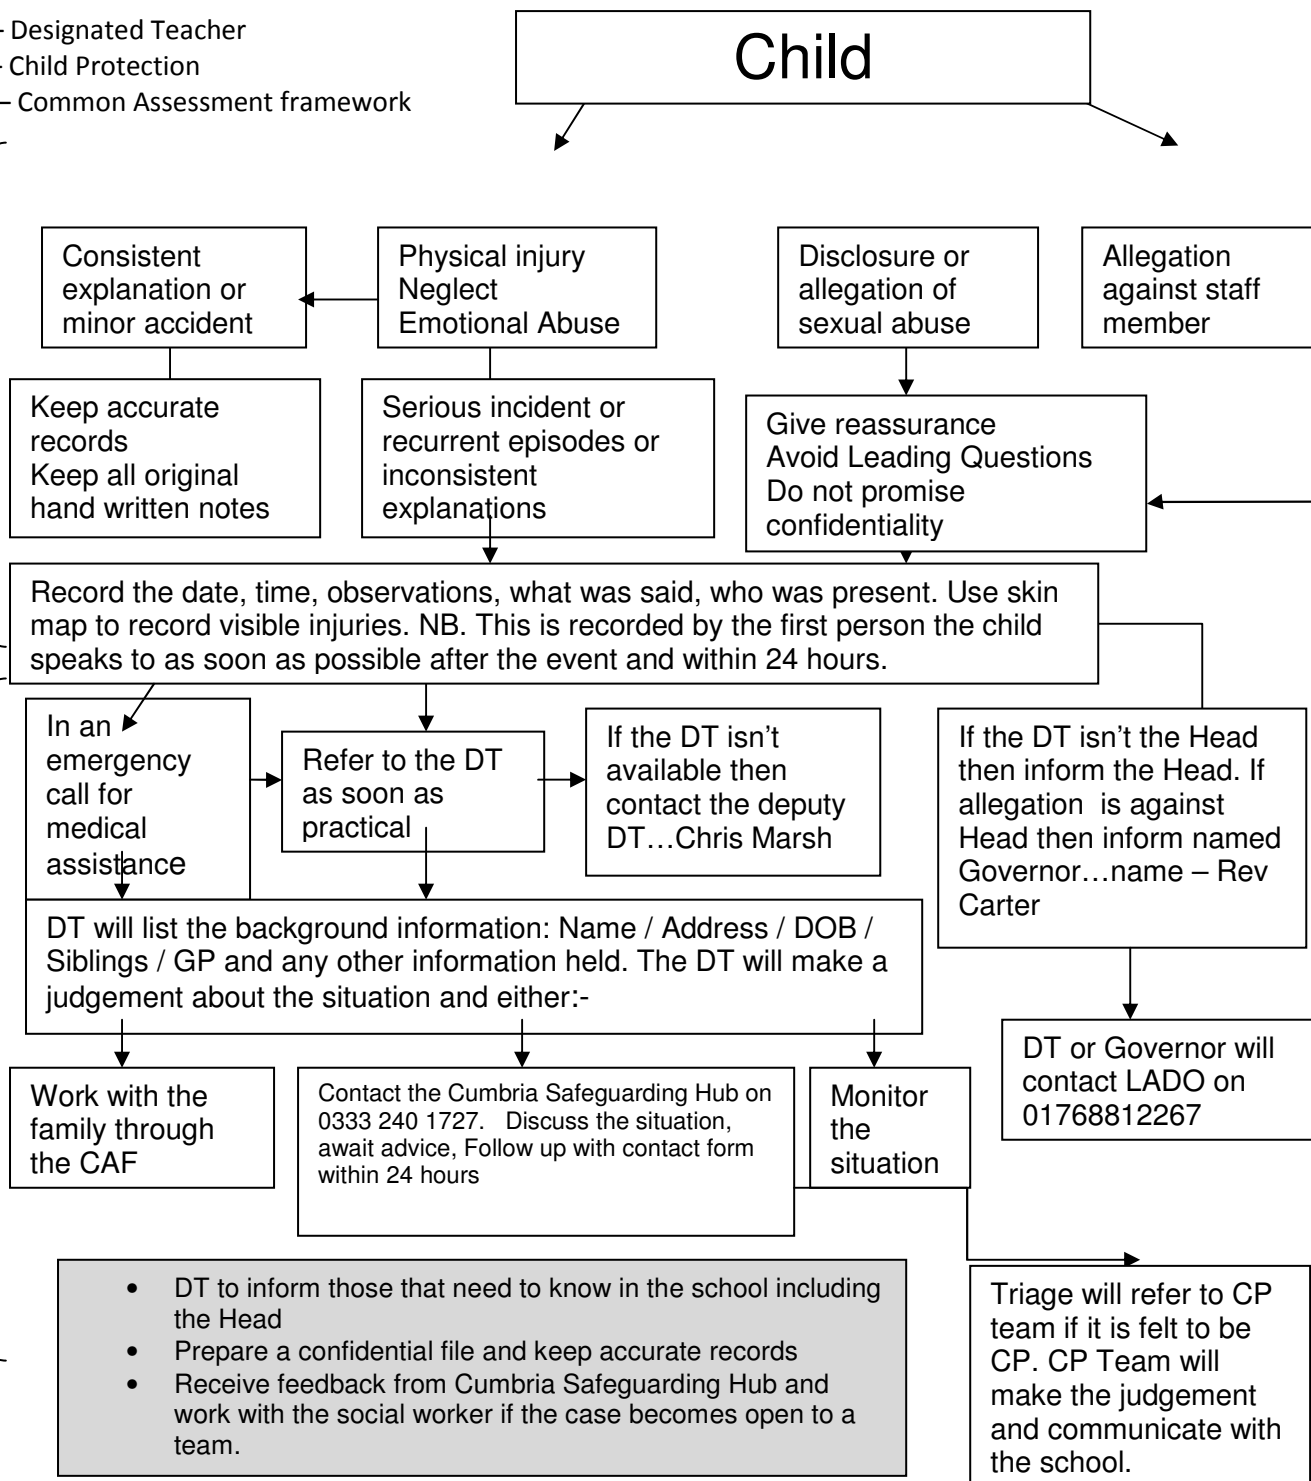 – Designated Teacher
- Child Protection
– Common Assessment framework
Child
Consistent
explanation or
minor accident
Physical injury
Neglect
Emotional Abuse
Disclosure or
allegation of
sexual abuse
Allegation
against staff
member
Keep accurate
records
Keep all original
hand written notes
Serious incident or
recurrent episodes or
inconsistent
explanations
Give reassurance
Avoid Leading Questions
Do not promise
confidentiality
Record the date, time, observations, what was said, who was present. Use skin
map to record visible injuries. NB. This is recorded by the first person the child
speaks to as soon as possible after the event and within 24 hours.
In an
emergency
call for
medical
assistance
Refer to the DT
as soon as
practical
If the DT isn't
available then
contact the deputy
DT…Chris Marsh
If the DT isn't the Head
then inform the Head. If
allegation  is against
Head then inform named
Governor…name – Rev
Carter
DT will list the background information: Name / Address / DOB /
Siblings / GP and any other information held. The DT will make a
judgement about the situation and either:-
DT or Governor will
contact LADO on
01768812267
Work with the
family through
the CAF
Contact the Cumbria Safeguarding Hub on
0333 240 1727.   Discuss the situation,
await advice, Follow up with contact form
within 24 hours
Monitor
the
situation
• DT to inform those that need to know in the school including
the Head
• Prepare a confidential file and keep accurate records
• Receive feedback from Cumbria Safeguarding Hub and
work with the social worker if the case becomes open to a
team.
Triage will refer to CP
team if it is felt to be
CP. CP Team will
make the judgement
and communicate with
the school.